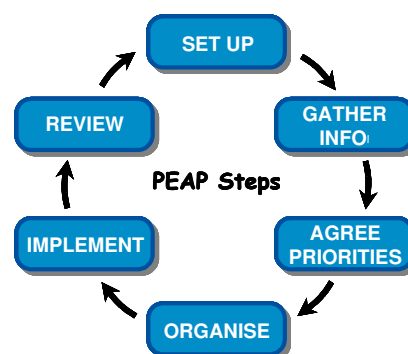 SET UP
REVIEW
GATHER
INFO
PEAP Steps
IMPLEMENT
AGREE
PRIORITIES
ORGANISE